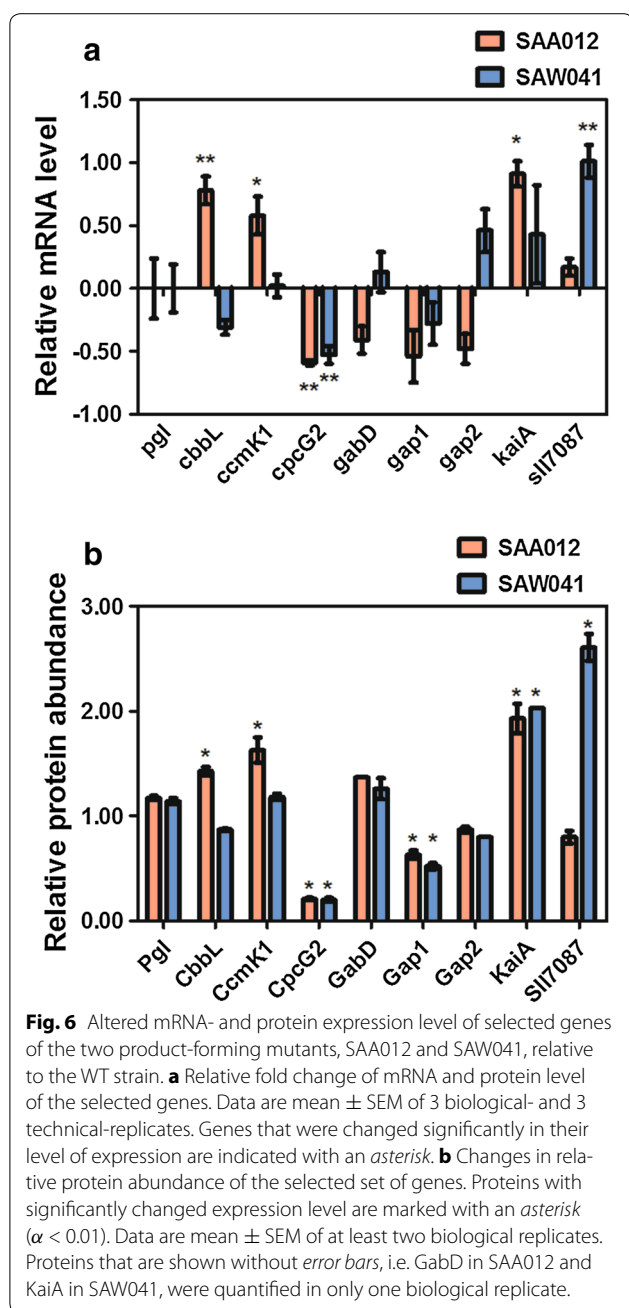 a
SAA012
SAW041
Relative mRNA level
1.50
1.00
0.50
0.00
-0.50
-1.00
** * ** ** * **
pgl cbbL ccmK1 cpcG2 gabD gap1 gap2 kaiA sll7087
b
SAA012
SAW041
Relative protein abundance
3.00
2.00
1.00
0.00
* * * * * * * * *
Pgl CbbL CcmK1 CpcG2 GabD Gap1 Gap2 KaiA Sll7087
Fig. 6 Altered mRNA- and protein expression level of selected genes
of the two product-forming mutants, SAA012 and SAW041, relative
to the WT strain. a Relative fold change of mRNA and protein level
of the selected genes. Data are mean ± SEM of 3 biological- and 3
technical-replicates. Genes that were changed significantly in their
level of expression are indicated with an asterisk. b Changes in rela-
tive protein abundance of the selected set of genes. Proteins with
significantly changed expression level are marked with an asterisk
(α < 0.01). Data are mean ± SEM of at least two biological replicates.
Proteins that are shown without error bars, i.e. GabD in SAA012 and
KaiA in SAW041, were quantified in only one biological replicate.